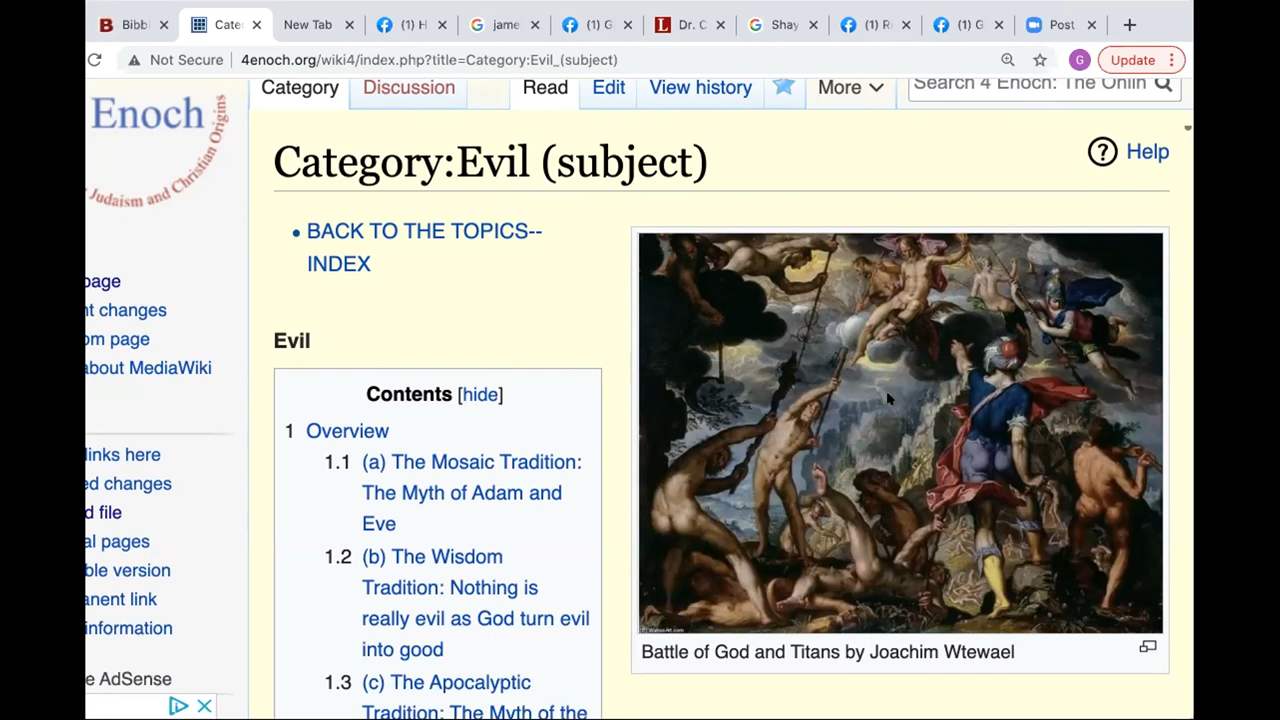 Bibb
Cate
New Tab
(1) H
jame
(1) G
Dr. C
Shay
(1) Ri
(1) G
Post
Not Secure
4enoch.org/wiki4/index.php?title=Category:Evil_(subject)
G
Update
Enoch
Judaism and Christian Origins
Category
Discussion
Read
Edit
View history
More
Search 4 Enoch: The Onlin
Category:Evil (subject)
Help
page
nt changes
om page
about MediaWiki
links here
ed changes
d file
al pages
ble version
anent link
information
e AdSense
• BACK TO THE TOPICS--
INDEX
Evil
Contents [hide]
1 Overview
1.1 (a) The Mosaic Tradition:
The Myth of Adam and
Eve
1.2 (b) The Wisdom
Tradition: Nothing is
really evil as God turn evil
into good
1.3 (c) The Apocalyptic
Tradition: The Myth of the
Battle of God and Titans by Joachim Wtewael